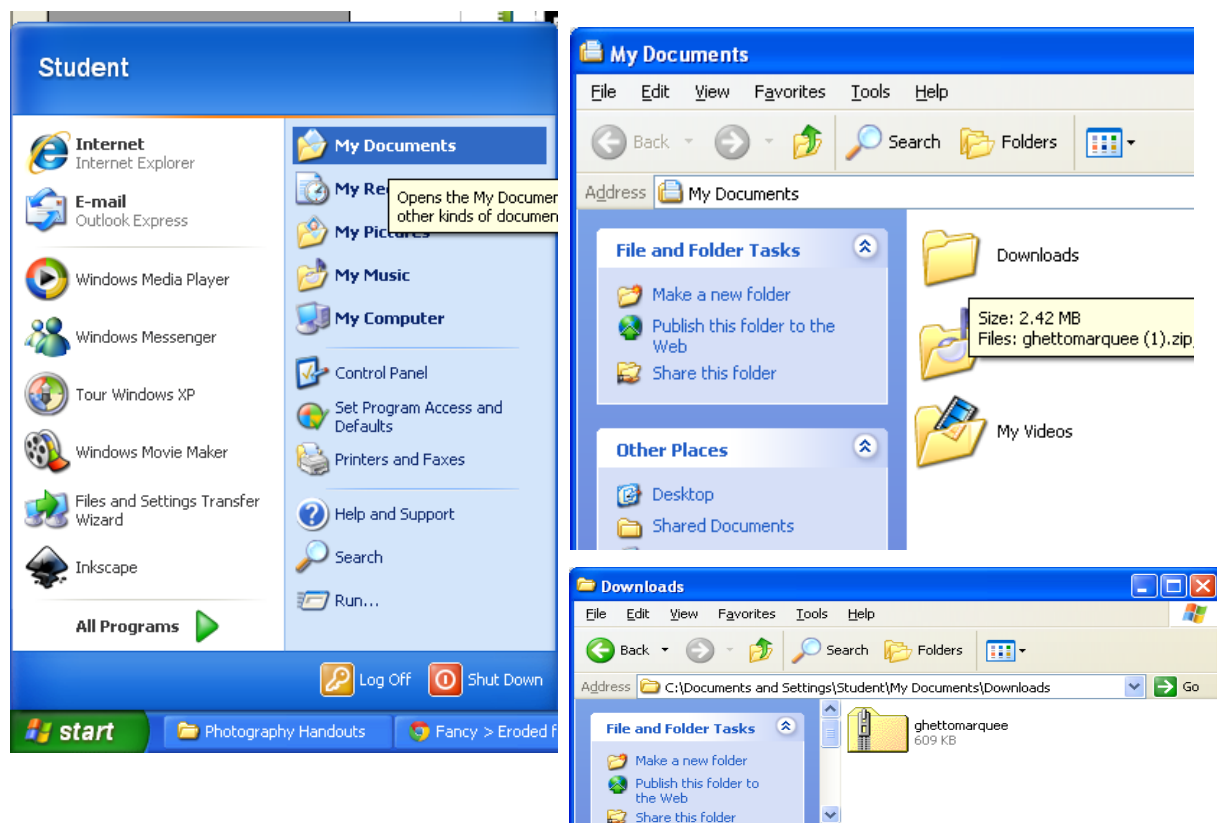 Student
Internet
Internet Explorer
E-mail
Outlook Express
Windows Media Player
Windows Messenger
Tour Windows XP
Windows Movie Maker
Files and Settings Transfer
Wizard
Inkscape
All Programs
My Documents
My Re
Opens the My Documen
other kinds of documen
My Pictures
My Music
My Computer
Control Panel
Set Program Access and
Defaults
Printers and Faxes
Help and Support
Search
Run...
Log Off
Shut Down
start
Photography Handouts
Fancy > Eroded f
My Documents
File Edit View Favorites Tools Help
Back Search Folders
Address My Documents
File and Folder Tasks
Make a new folder
Publish this folder to the
Web
Share this folder
Other Places
Desktop
Shared Documents
Downloads
Size: 2.42 MB
Files: ghettomarquee (1).zip,
My Videos
Downloads
File Edit View Favorites Tools Help
Back Search Folders
Address C:\Documents and Settings\Student\My Documents\Downloads Go
File and Folder Tasks
Make a new folder
Publish this folder to
the Web
Share this folder
ghettomarquee
609 KB